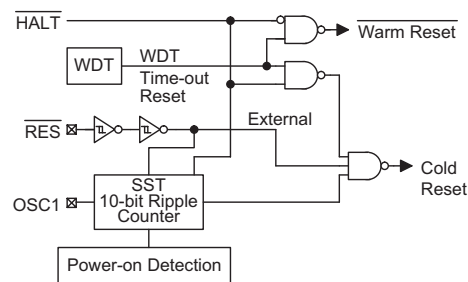 HALT
Warm Reset
WDT
WDT
Time-out
Reset
RES
External
Cold
Reset
OSC1
SST
10-bit Ripple
Counter
Power-on Detection